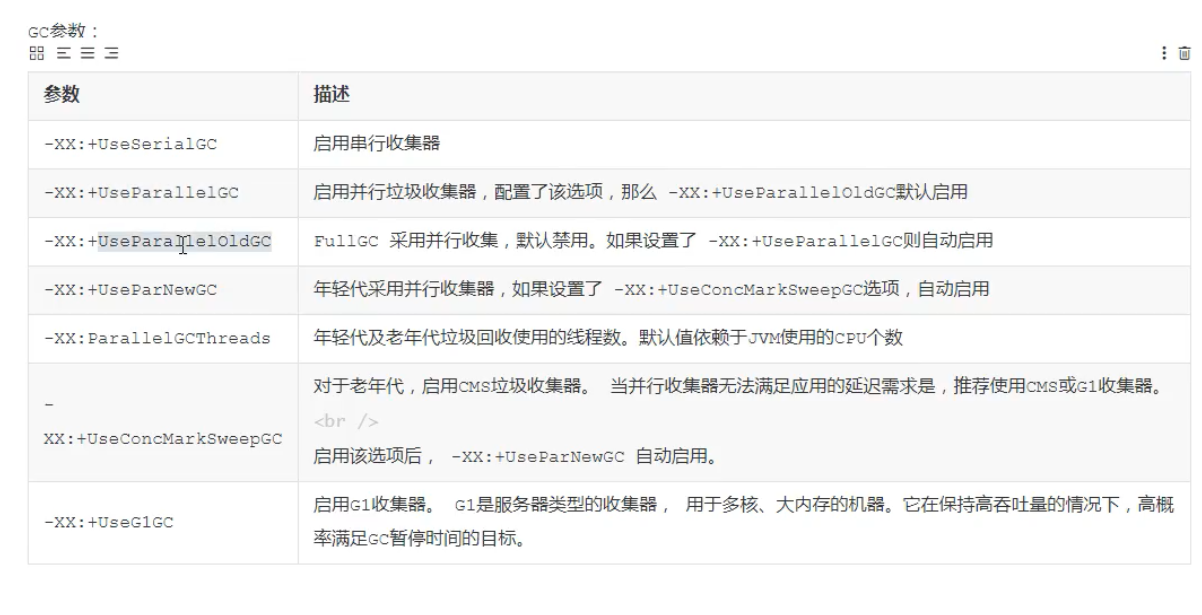 GC参数：
参数 描述
-XX:+UseSerialGC 启用串行收集器
-XX:+UseParallelGC 启用并行垃圾收集器，配置了该选项，那么 -XX:+UseParallelOldGC默认启用
-XX:+UseParallelOldGC FullGC 采用并行收集，默认禁用。如果设置了 -XX:+UseParallelGC则自动启用
-XX:+UseParNewGC 年轻代采用并行收集器，如果设置了 -XX:+UseConcMarkSweepGC选项，自动启用
-XX:ParallelGCThreads 年轻代及老年代垃圾回收使用的线程数。默认值依赖于JVM使用的CPU个数
-
XX:+UseConcMarkSweepGC
对于老年代，启用CMS垃圾收集器。 当并行收集器无法满足应用的延迟需求是，推荐使用CMS或G1收集器。
<br />
启用该选项后， -XX:+UseParNewGC 自动启用。
-XX:+UseG1GC
启用G1收集器。 G1是服务器类型的收集器， 用于多核、大内存的机器。它在保持高吞吐量的情况下，高概
率满足GC暂停时间的目标。